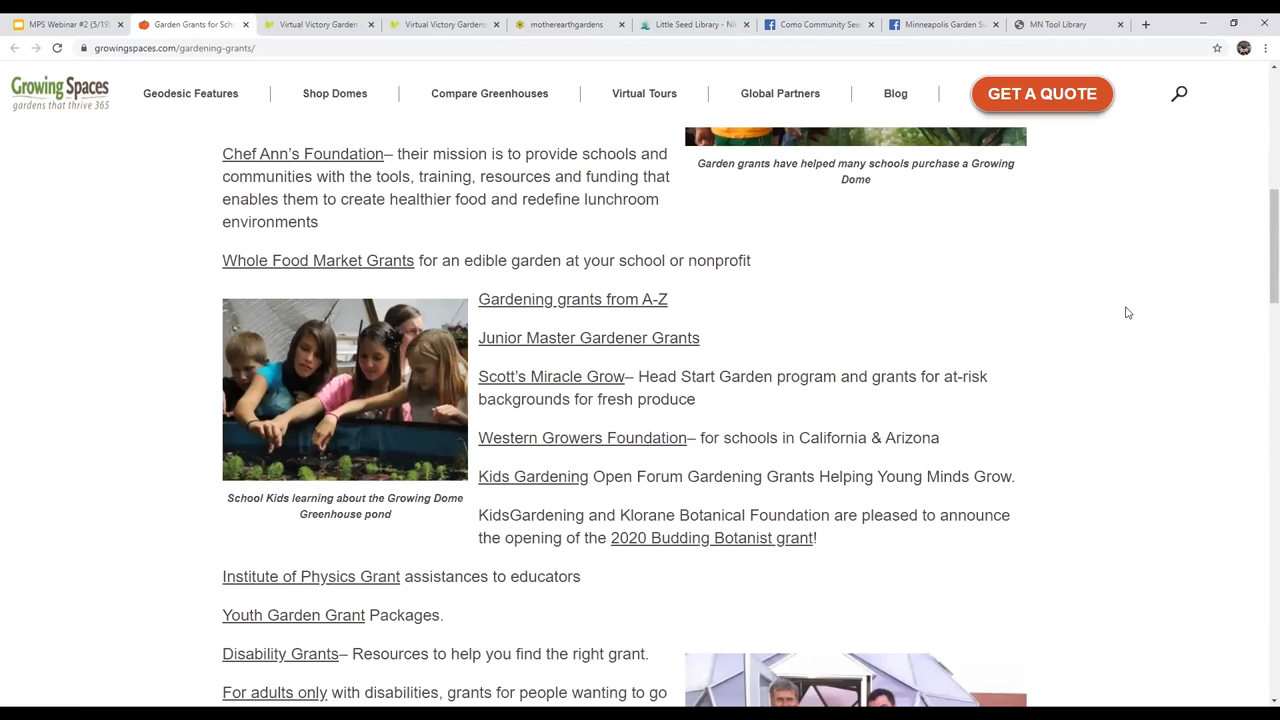 MPS Webinar #2 (5/19)
Garden Grants for Scho
Virtual Victory Garden
Virtual Victory Gardens
motherearthgardens
Little Seed Library - Nik
Como Community See
Minneapolis Garden Sw
MN Tool Library
growingspaces.com/gardening-grants/
Growing Spaces
gardens that thrive 365
Geodesic Features
Shop Domes
Compare Greenhouses
Virtual Tours
Global Partners
Blog
GET A QUOTE
Chef Ann's Foundation– their mission is to provide schools and
communities with the tools, training, resources and funding that
enables them to create healthier food and redefine lunchroom
environments
Garden grants have helped many schools purchase a Growing
Dome
Whole Food Market Grants for an edible garden at your school or nonprofit
Gardening grants from A-Z
Junior Master Gardener Grants
Scott's Miracle Grow– Head Start Garden program and grants for at-risk
backgrounds for fresh produce
Western Growers Foundation– for schools in California & Arizona
Kids Gardening Open Forum Gardening Grants Helping Young Minds Grow.
School Kids learning about the Growing Dome
Greenhouse pond
KidsGardening and Klorane Botanical Foundation are pleased to announce
the opening of the 2020 Budding Botanist grant!
Institute of Physics Grant assistances to educators
Youth Garden Grant Packages.
Disability Grants– Resources to help you find the right grant.
For adults only with disabilities, grants for people wanting to go